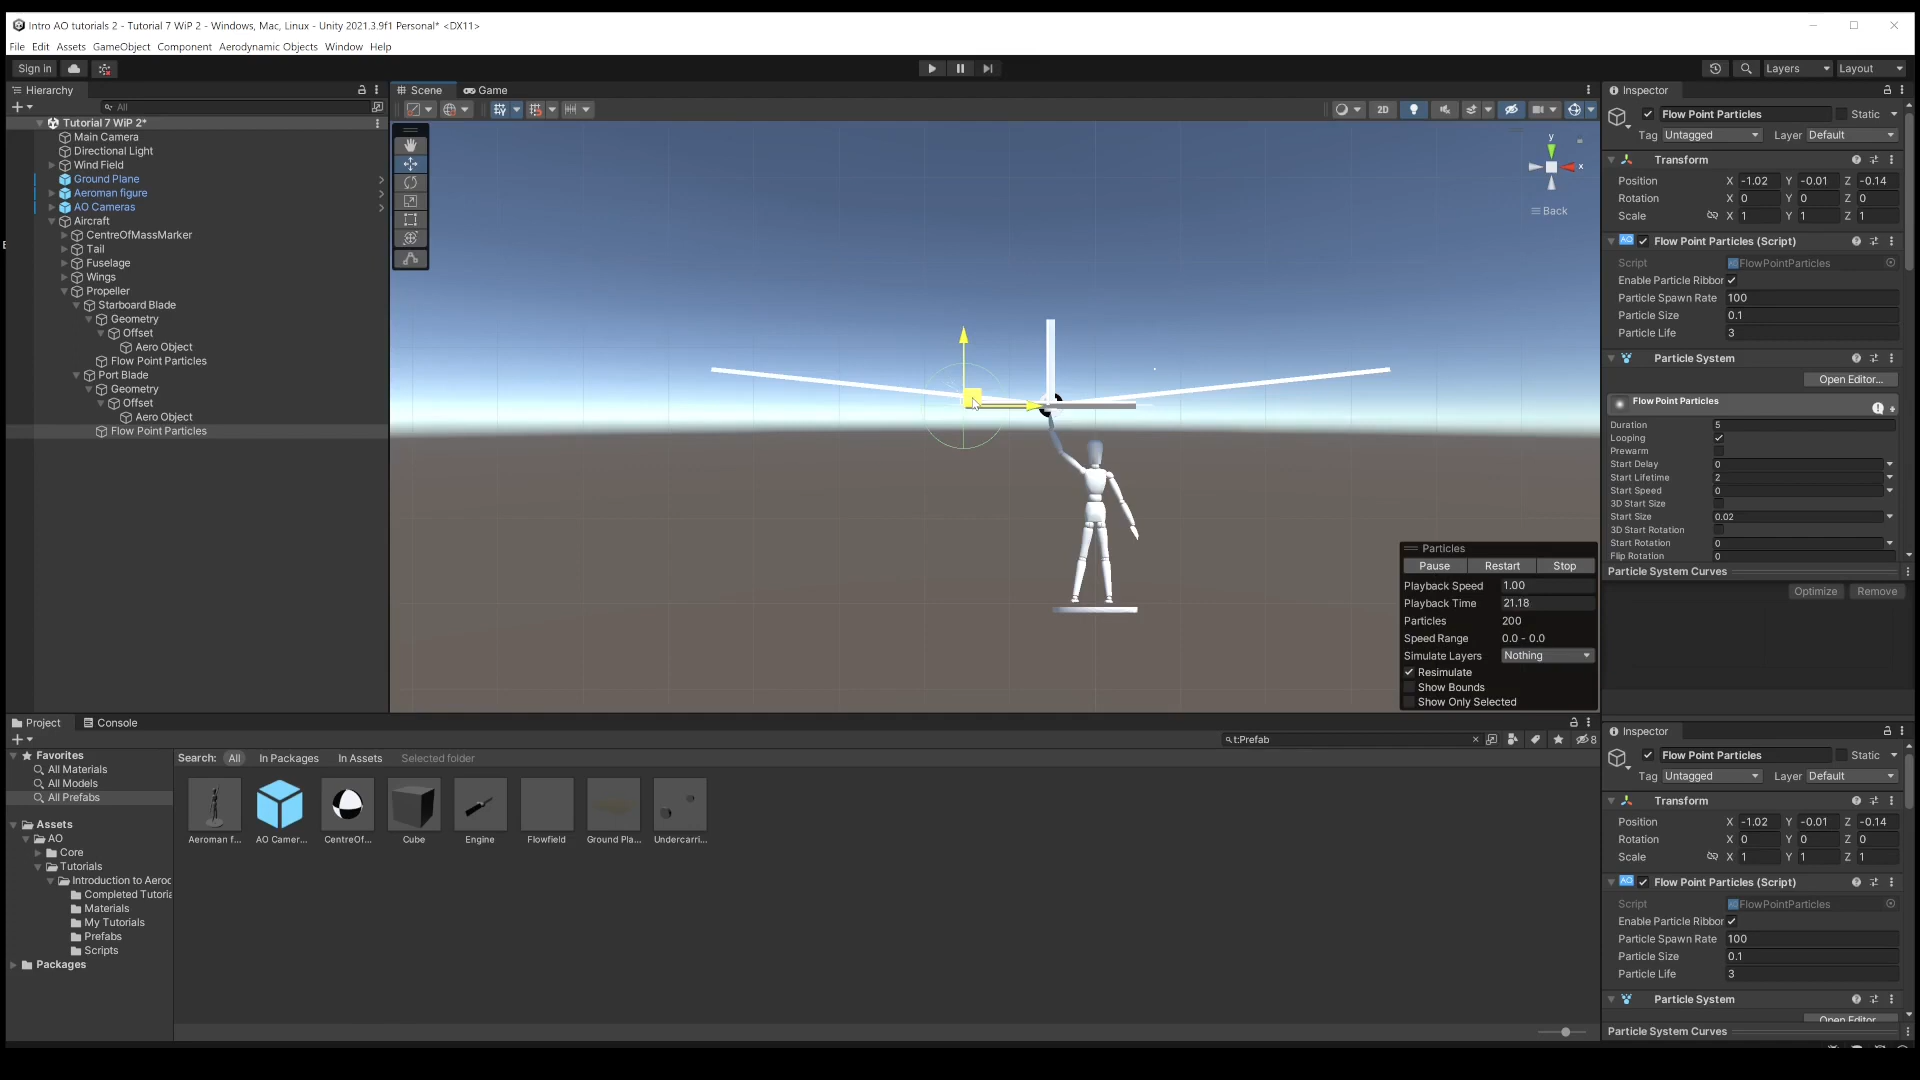 Intro AO tutorials 2 - Tutorial 7 WiP 2 - Windows, Mac, Linux - Unity 2021.3.9f1 Personal* <DX11>
File Edit Assets GameObject Component Aerodynamic Objects Window Help
Sign in
Layers
Layout
Hierarchy
All
Tutorial 7 WiP 2*
Main Camera
Directional Light
Wind Field
Ground Plane
Aeroman figure
AO Cameras
Aircraft
CentreOfMassMarker
Tail
Fuselage
Wings
Propeller
Starboard Blade
Geometry
Offset
Aero Object
Flow Point Particles
Port Blade
Geometry
Offset
Aero Object
Flow Point Particles
Scene
Game
2D
y
x
Back
Particles
Pause Restart Stop
Playback Speed 1.00
Playback Time 21.18
Particles 200
Speed Range 0.0 - 0.0
Simulate Layers Nothing
Resimulate
Show Bounds
Show Only Selected
Inspector
Flow Point Particles Static
Tag Untagged Layer Default
Transform
Position X -1.02 Y -0.01 Z -0.14
Rotation X 0 Y 0 Z 0
Scale X 1 Y 1 Z 1
AO Flow Point Particles (Script)
Script FlowPointParticles
Enable Particle Ribbor
Particle Spawn Rate 100
Particle Size 0.1
Particle Life 3
Particle System
Open Editor...
Flow Point Particles
Duration 5
Looping
Prewarm
Start Delay 0
Start Lifetime 2
Start Speed 0
3D Start Size
Start Size 0.02
3D Start Rotation
Start Rotation 0
Flip Rotation 0
Particle System Curves
Optimize Remove
Project
Console
t:Prefab
8
Favorites
All Materials
All Models
All Prefabs
Assets
AO
Core
Tutorials
Introduction to Aeroc
Completed Tutoria
Materials
My Tutorials
Prefabs
Scripts
Packages
Search: All In Packages In Assets Selected folder
Aeroman f... AO Camer... CentreOf... Cube Engine Flowfield Ground Pla... Undercarri...
Inspector
Flow Point Particles Static
Tag Untagged Layer Default
Transform
Position X -1.02 Y -0.01 Z -0.14
Rotation X 0 Y 0 Z 0
Scale X 1 Y 1 Z 1
AO Flow Point Particles (Script)
Script FlowPointParticles
Enable Particle Ribbor
Particle Spawn Rate 100
Particle Size 0.1
Particle Life 3
Particle System
Open Editor
Particle System Curves